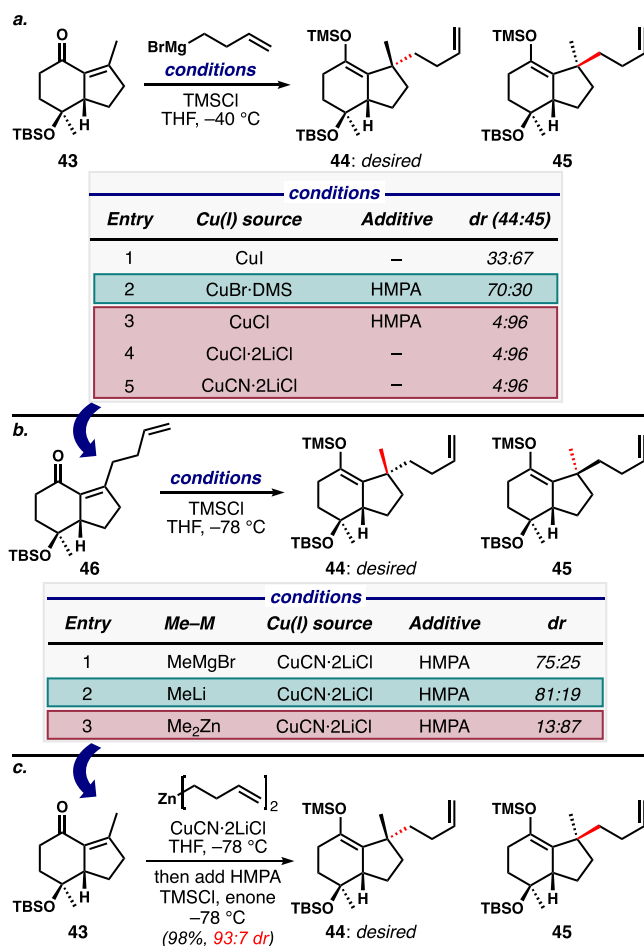 a.
O
BrMg
conditions
TMSCl
THF, –40 °C
TBSO
H
43
TMSO
TBSO
H
44: desired
TMSO
TBSO
H
45
conditions
Entry Cu(I) source Additive dr (44:45)
1 CuI – 33:67
2 CuBr·DMS HMPA 70:30
3 CuCl HMPA 4:96
4 CuCl·2LiCl – 4:96
5 CuCN·2LiCl – 4:96
b.
O
conditions
TMSCl
THF, –78 °C
TBSO
H
46
TMSO
TBSO
H
44: desired
TMSO
TBSO
H
45
conditions
Entry Me–M Cu(I) source Additive dr
1 MeMgBr CuCN·2LiCl HMPA 75:25
2 MeLi CuCN·2LiCl HMPA 81:19
3 Me₂Zn CuCN·2LiCl HMPA 13:87
c.
O
Zn[ ]₂
CuCN·2LiCl
THF, –78 °C
then add HMPA
TMSCl, enone
–78 °C
(98%, 93:7 dr)
TBSO
H
43
TMSO
TBSO
H
44: desired
TMSO
TBSO
H
45